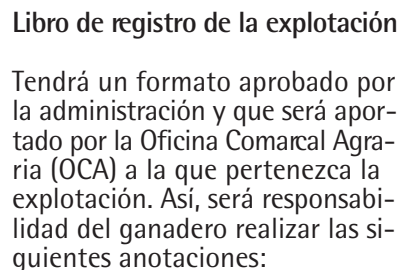 Libro de registro de la explotación
Tendrá un formato aprobado por
la administración y que será apor-
tado por la Oficina Comarcal Agra-
ria (OCA) a la que pertenezca la
explotación. Así, será responsabi-
lidad del ganadero realizar las si-
guientes anotaciones: